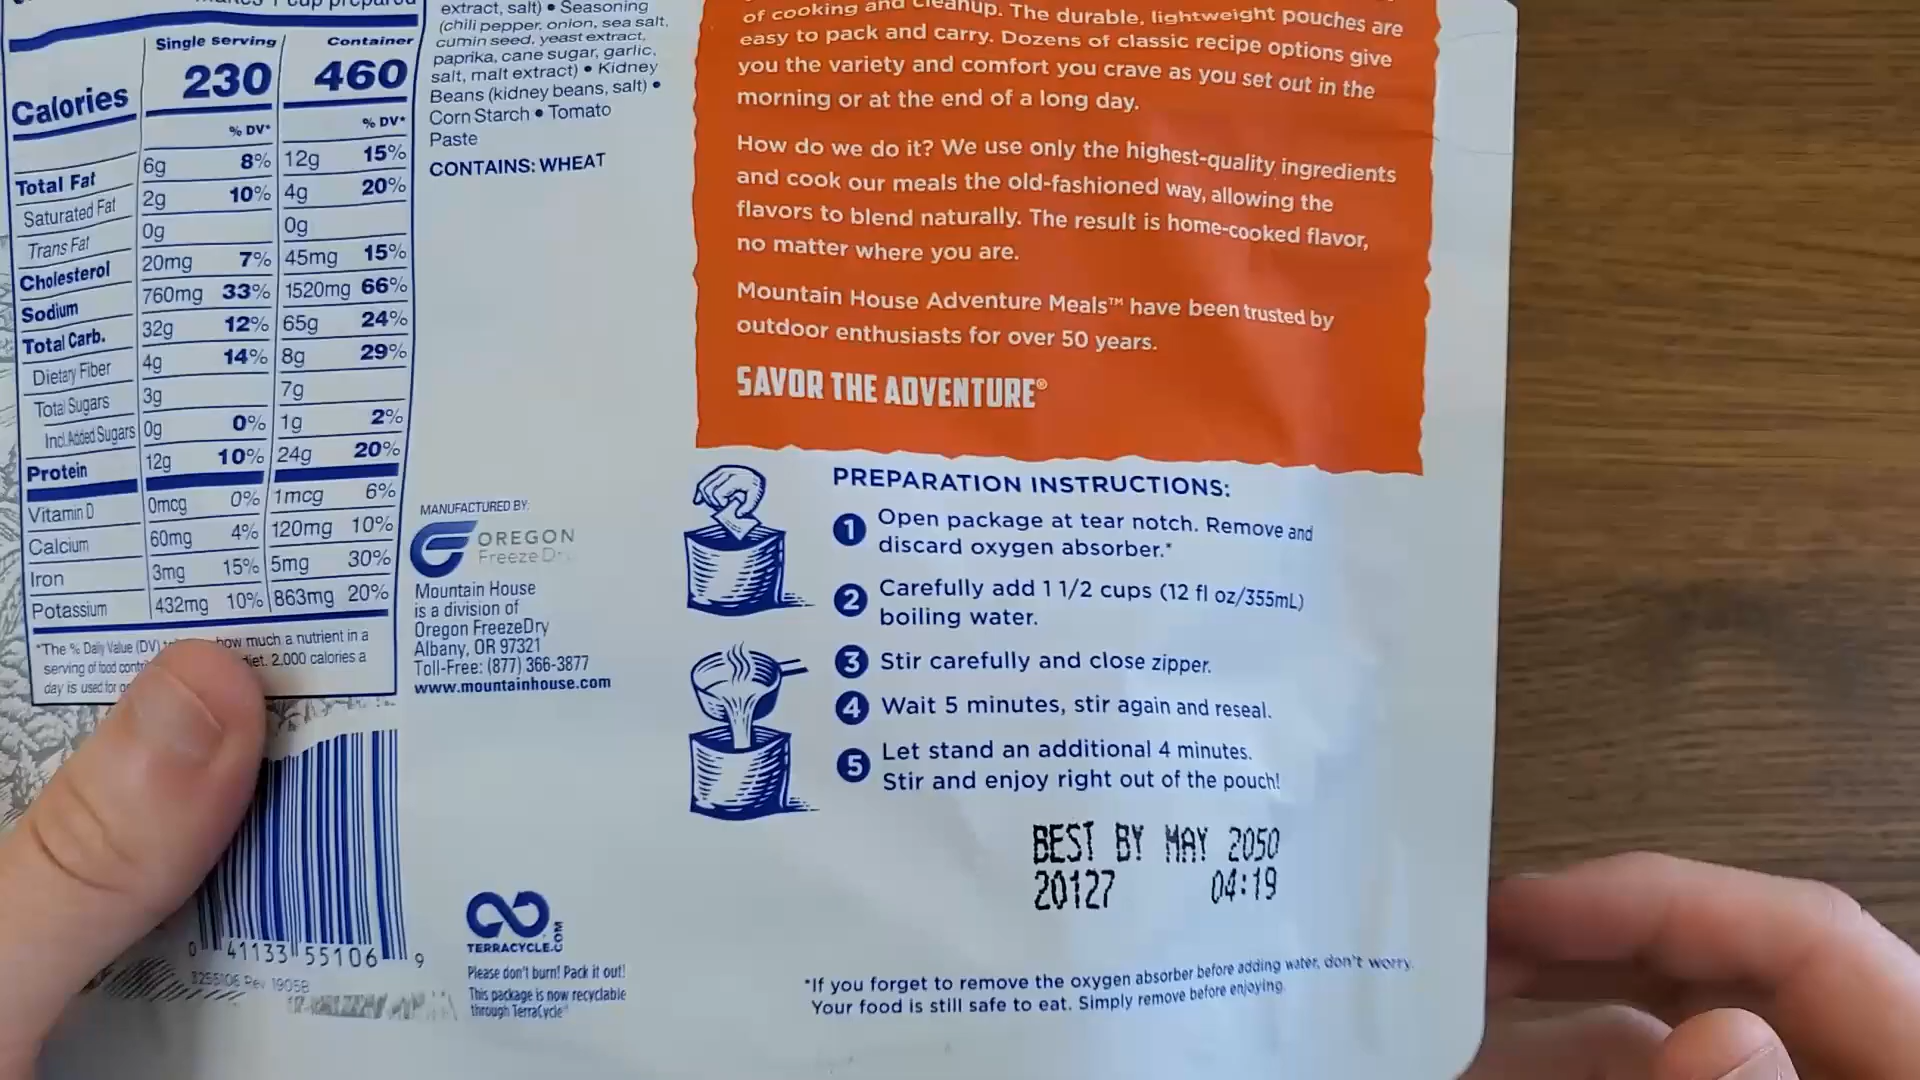 makes 1 cup prepared
Single serving Container
Calories 230 460
% DV* % DV*
Total Fat 6g 8% 12g 15%
Saturated Fat 2g 10% 4g 20%
Trans Fat 0g 0g
Cholesterol 20mg 7% 45mg 15%
Sodium 760mg 33% 1520mg 66%
Total Carb. 32g 12% 65g 24%
Dietary Fiber 4g 14% 8g 29%
Total Sugars 3g 7g
Incl. Added Sugars 0g 0% 1g 2%
Protein 12g 10% 24g 20%
Vitamin D 0mcg 0% 1mcg 6%
Calcium 60mg 4% 120mg 10%
Iron 3mg 15% 5mg 30%
Potassium 432mg 10% 863mg 20%
*The % Daily Value (DV) how much a nutrient in a
serving of food diet. 2,000 calories a
day is used for
0 41133 55106 9
3255106 Rev 19058
extract, salt) • Seasoning
(chili pepper, onion, sea salt,
cumin seed, yeast extract,
paprika, cane sugar, garlic,
salt, malt extract) • Kidney
Beans (kidney beans, salt) •
Corn Starch • Tomato
Paste
CONTAINS: WHEAT
MANUFACTURED BY:
OREGON
FreezeDry
Mountain House
is a division of
Oregon FreezeDry
Albany, OR 97321
Toll-Free: (877) 366-3877
www.mountainhouse.com
TERRACYCLE.COM
Please don't burn! Pack it out!
This package is now recyclable
through TerraCycle®
of cooking and cleanup. The durable, lightweight pouches are
easy to pack and carry. Dozens of classic recipe options give
you the variety and comfort you crave as you set out in the
morning or at the end of a long day.
How do we do it? We use only the highest-quality ingredients
and cook our meals the old-fashioned way, allowing the
flavors to blend naturally. The result is home-cooked flavor,
no matter where you are.
Mountain House Adventure Meals™ have been trusted by
outdoor enthusiasts for over 50 years.
SAVOR THE ADVENTURE®
PREPARATION INSTRUCTIONS:
1 Open package at tear notch. Remove and
discard oxygen absorber.*
2 Carefully add 1 1/2 cups (12 fl oz/355mL)
boiling water.
3 Stir carefully and close zipper.
4 Wait 5 minutes, stir again and reseal.
5 Let stand an additional 4 minutes.
Stir and enjoy right out of the pouch!
BEST BY MAY 2050
20127 04:19
*If you forget to remove the oxygen absorber before adding water, don't worry.
Your food is still safe to eat. Simply remove before enjoying.